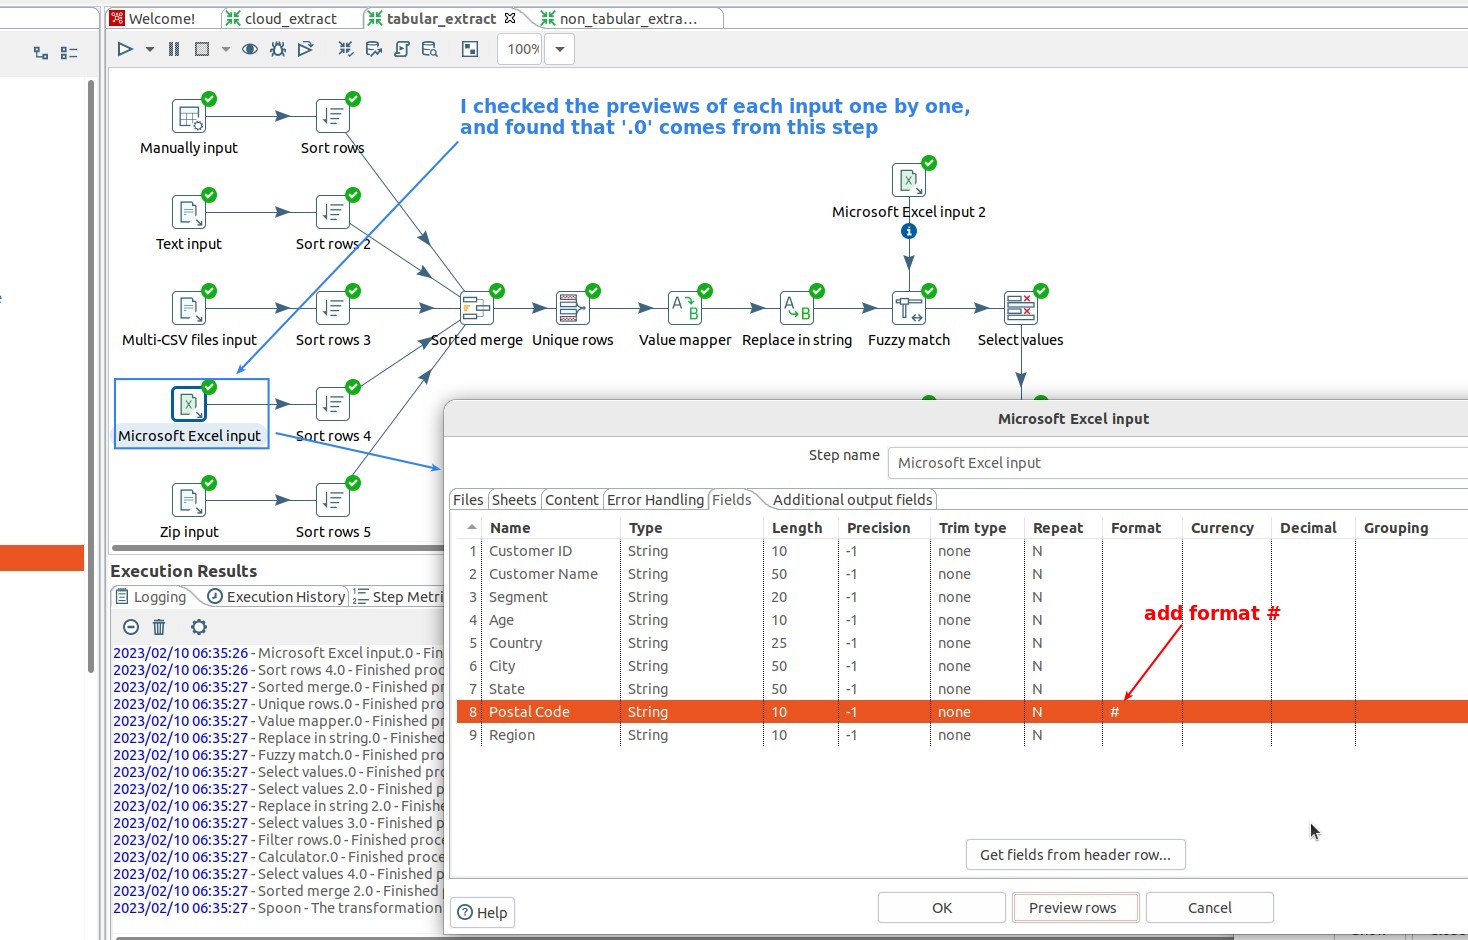 Welcome!
cloud_extract
tabular_extract
non_tabular_extra...
100%
I checked the previews of each input one by one,
and found that '.0' comes from this step
Manually input
Sort rows
Microsoft Excel input 2
Text input
Sort rows 2
Multi-CSV files input
Sort rows 3
Sorted merge
Unique rows
Value mapper
Replace in string
Fuzzy match
Select values
Microsoft Excel input
Sort rows 4
Zip input
Sort rows 5
Microsoft Excel input
Step name
Microsoft Excel input
Files
Sheets
Content
Error Handling
Fields
Additional output fields
Name Type Length Precision Trim type Repeat Format Currency Decimal Grouping
1 Customer ID String 10 -1 none N
2 Customer Name String 50 -1 none N
3 Segment String 20 -1 none N
4 Age String 10 -1 none N
5 Country String 25 -1 none N
6 City String 50 -1 none N
7 State String 50 -1 none N
8 Postal Code String 10 -1 none N #
9 Region String 10 -1 none N
add format #
Get fields from header row...
Help
OK
Preview rows
Cancel
Execution Results
Logging
Execution History
Step Metri
2023/02/10 06:35:26 - Microsoft Excel input.0 - Fin
2023/02/10 06:35:26 - Sort rows 4.0 - Finished proc
2023/02/10 06:35:27 - Sorted merge.0 - Finished pr
2023/02/10 06:35:27 - Unique rows.0 - Finished pro
2023/02/10 06:35:27 - Value mapper.0 - Finished pr
2023/02/10 06:35:27 - Replace in string.0 - Finished
2023/02/10 06:35:27 - Fuzzy match.0 - Finished pro
2023/02/10 06:35:27 - Select values.0 - Finished pro
2023/02/10 06:35:27 - Select values 2.0 - Finished p
2023/02/10 06:35:27 - Replace in string 2.0 - Finishe
2023/02/10 06:35:27 - Select values 3.0 - Finished p
2023/02/10 06:35:27 - Filter rows.0 - Finished proce
2023/02/10 06:35:27 - Calculator.0 - Finished proce
2023/02/10 06:35:27 - Select values 4.0 - Finished p
2023/02/10 06:35:27 - Sorted merge 2.0 - Finished
2023/02/10 06:35:27 - Spoon - The transformation